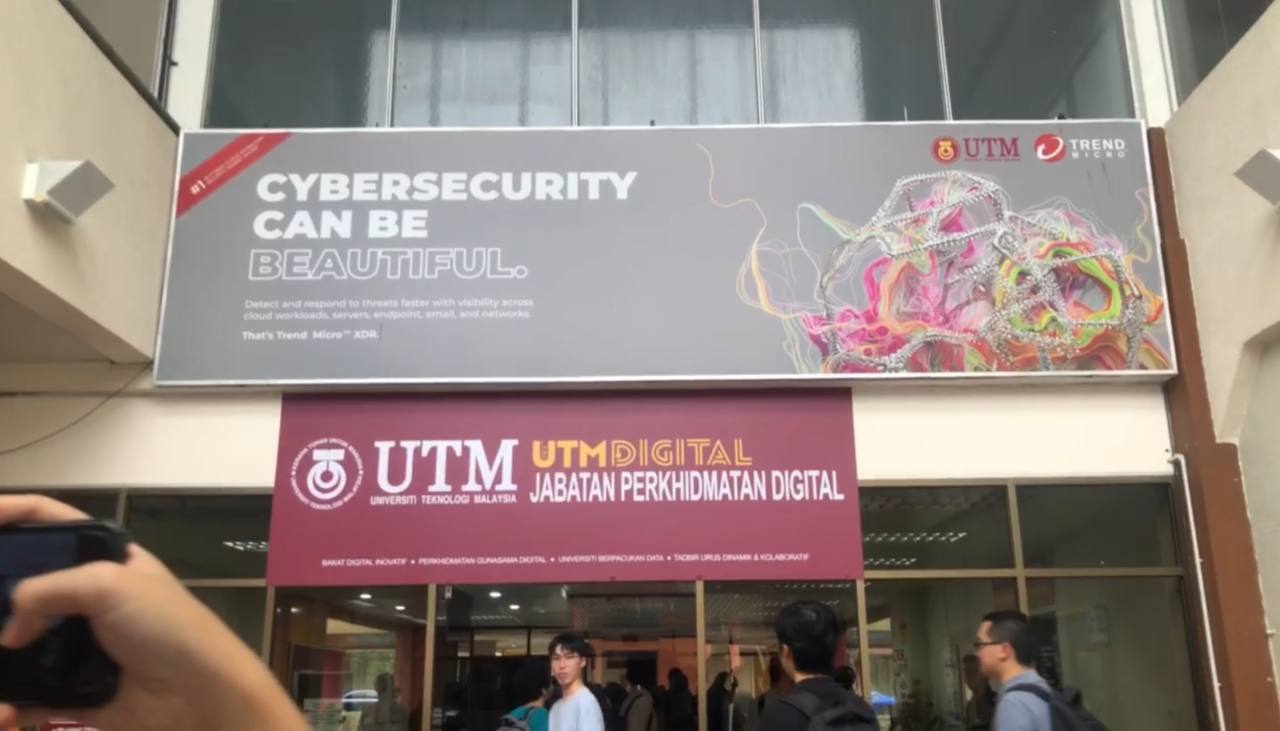 #1
UTM
TREND
MICRO
CYBERSECURITY
CAN BE
BEAUTIFUL.
Detect and respond to threats faster with visibility across
cloud workloads, servers, endpoint, email, and networks.
That's Trend Micro™ XDR.
UTM
UNIVERSITI TEKNOLOGI MALAYSIA
UTMDIGITAL
JABATAN PERKHIDMATAN DIGITAL
BAKAT DIGITAL INOVATIF • PERKHIDMATAN GUNASAMA DIGITAL • UNIVERSITI BERPACUKAN DATA • TADBIR URUS DINAMIK & KOLABORATIF